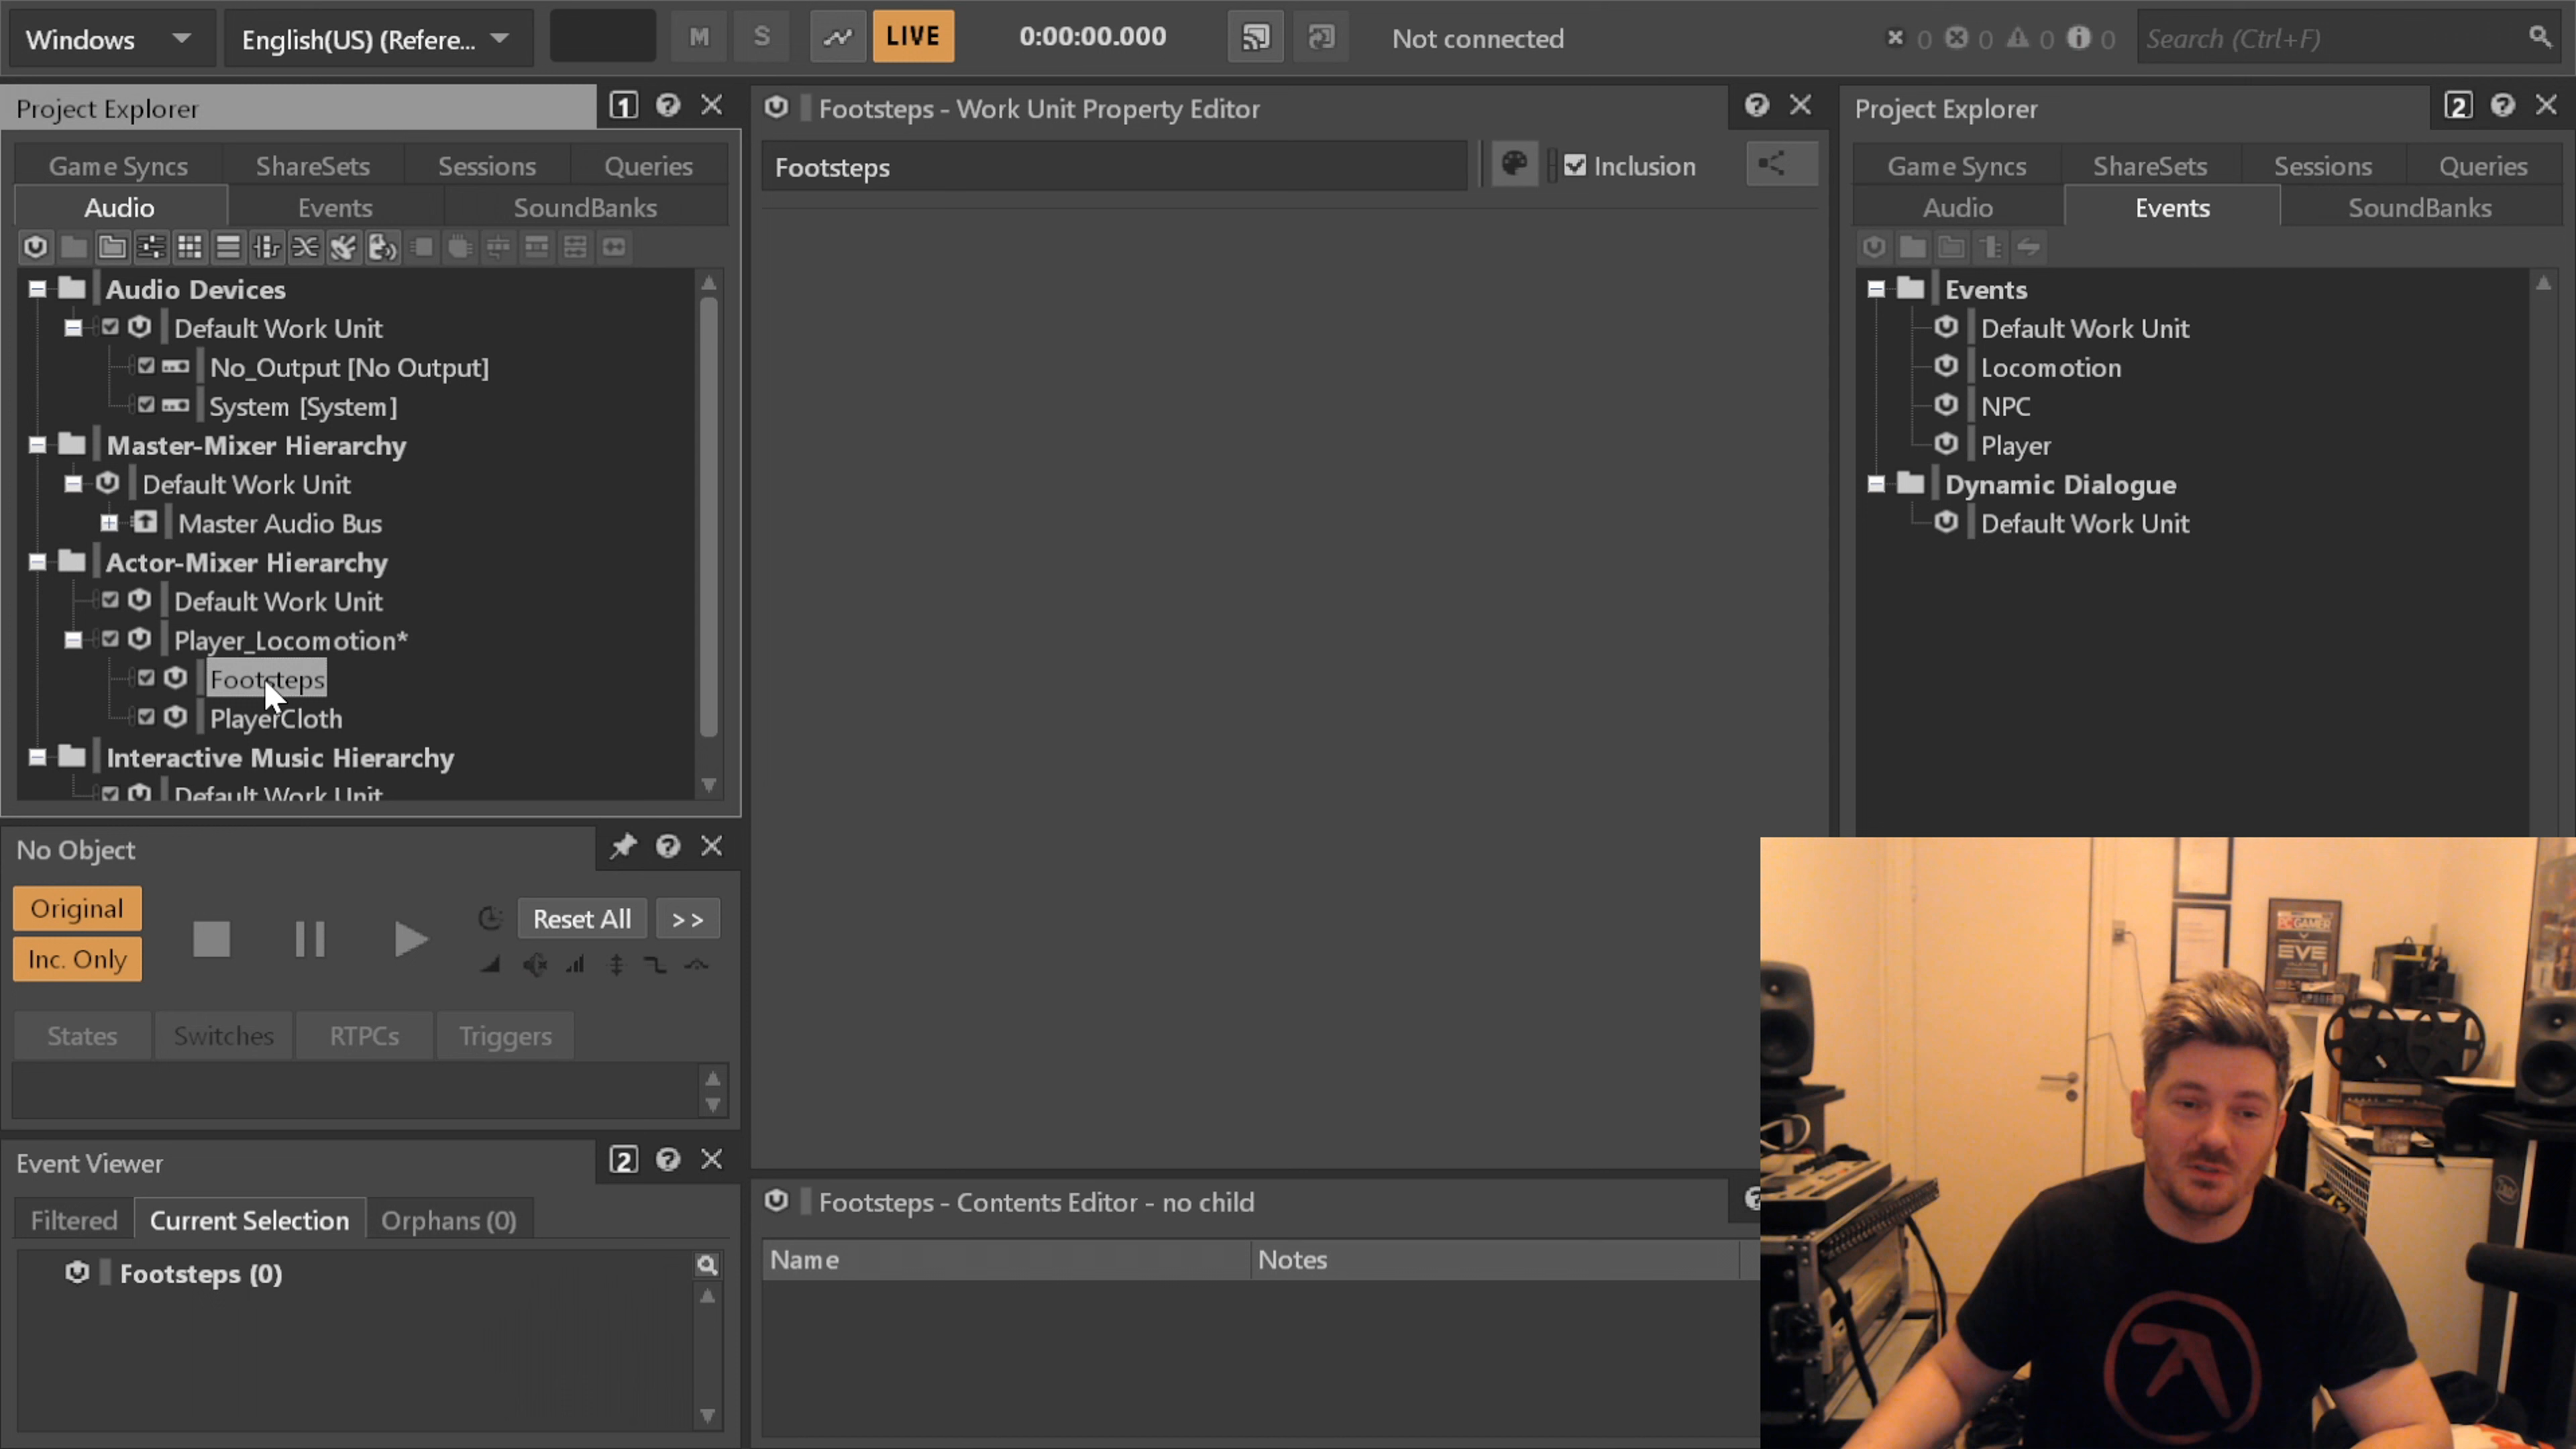 Windows
English(US) (Refere...
M
S
LIVE
0:00:00.000
Not connected
0
0
0
0
Search (Ctrl+F)
Project Explorer
1
Game Syncs
ShareSets
Sessions
Queries
Audio
Events
SoundBanks
Audio Devices
Default Work Unit
No_Output [No Output]
System [System]
Master-Mixer Hierarchy
Default Work Unit
Master Audio Bus
Actor-Mixer Hierarchy
Default Work Unit
Player_Locomotion*
Footsteps
PlayerCloth
Interactive Music Hierarchy
Default Work Unit
No Object
Original
Inc. Only
Reset All
>>
States
Switches
RTPCs
Triggers
Event Viewer
2
Filtered
Current Selection
Orphans (0)
Footsteps (0)
Footsteps - Work Unit Property Editor
Footsteps
Inclusion
Footsteps - Contents Editor - no child
Name
Notes
Project Explorer
2
Game Syncs
ShareSets
Sessions
Queries
Audio
Events
SoundBanks
Events
Default Work Unit
Locomotion
NPC
Player
Dynamic Dialogue
Default Work Unit
PC GAMER
EVE